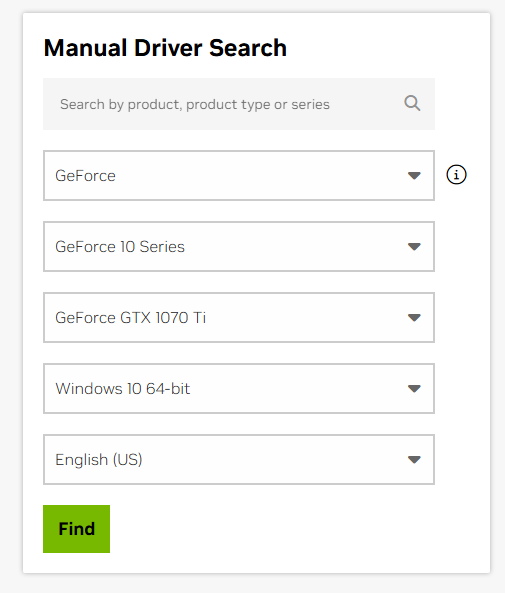 Manual Driver Search
Search by product, product type or series
GeForce
GeForce 10 Series
GeForce GTX 1070 Ti
Windows 10 64-bit
English (US)
Find